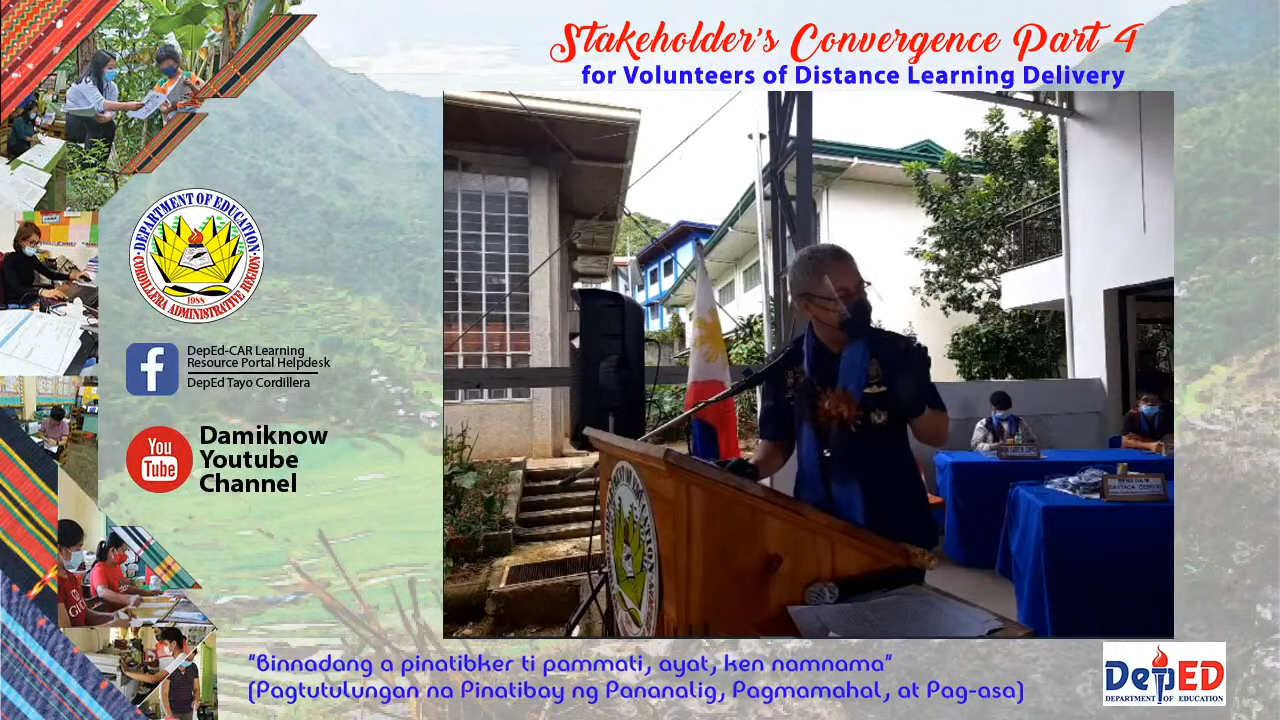 Stakeholder's Convergence Part 4
for Volunteers of Distance Learning Delivery
DEPARTMENT OF EDUCATION
CORDILLERA ADMINISTRATIVE REGION
1988
DepEd-CAR Learning
Resource Portal Helpdesk
DepEd Tayo Cordillera
You
Tube
Damiknow
Youtube
Channel
"Binnadang a pinatibker ti pammati, ayat, ken namnama"
(Pagtutulungan na Pinatibay ng Pananalig, Pagmamahal, at Pag-asa)
DepED
DEPARTMENT OF EDUCATION